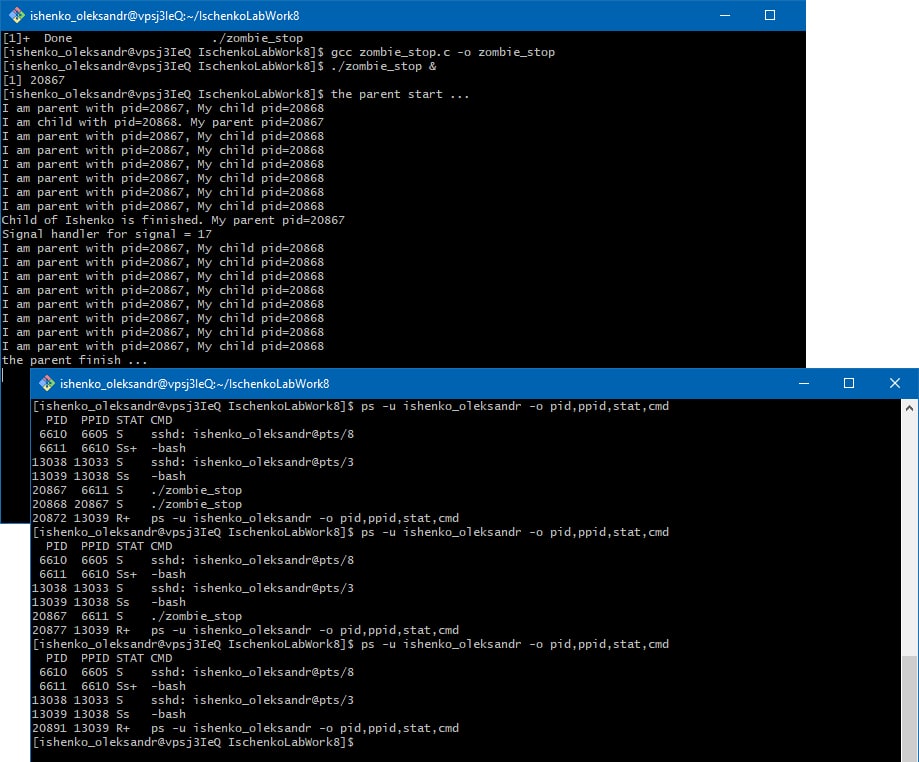 ishenko_oleksandr@vpsj3IeQ:~/IschenkoLabWork8
[1]+  Done                    ./zombie_stop
[ishenko_oleksandr@vpsj3IeQ IschenkoLabWork8]$ gcc zombie_stop.c -o zombie_stop
[ishenko_oleksandr@vpsj3IeQ IschenkoLabWork8]$ ./zombie_stop &
[1] 20867
[ishenko_oleksandr@vpsj3IeQ IschenkoLabWork8]$ the parent start ...
I am parent with pid=20867, My child pid=20868
I am child with pid=20868. My parent pid=20867
I am parent with pid=20867, My child pid=20868
I am parent with pid=20867, My child pid=20868
I am parent with pid=20867, My child pid=20868
I am parent with pid=20867, My child pid=20868
I am parent with pid=20867, My child pid=20868
I am parent with pid=20867, My child pid=20868
Child of Ishenko is finished. My parent pid=20867
Signal handler for signal = 17
I am parent with pid=20867, My child pid=20868
I am parent with pid=20867, My child pid=20868
I am parent with pid=20867, My child pid=20868
I am parent with pid=20867, My child pid=20868
I am parent with pid=20867, My child pid=20868
I am parent with pid=20867, My child pid=20868
I am parent with pid=20867, My child pid=20868
I am parent with pid=20867, My child pid=20868
the parent finish ...
ishenko_oleksandr@vpsj3IeQ:~/IschenkoLabWork8
[ishenko_oleksandr@vpsj3IeQ IschenkoLabWork8]$ ps -u ishenko_oleksandr -o pid,ppid,stat,cmd
  PID  PPID STAT CMD
 6610  6605 S    sshd: ishenko_oleksandr@pts/8
 6611  6610 Ss+  -bash
13038 13033 S    sshd: ishenko_oleksandr@pts/3
13039 13038 Ss   -bash
20867  6611 S    ./zombie_stop
20868 20867 S    ./zombie_stop
20872 13039 R+   ps -u ishenko_oleksandr -o pid,ppid,stat,cmd
[ishenko_oleksandr@vpsj3IeQ IschenkoLabWork8]$ ps -u ishenko_oleksandr -o pid,ppid,stat,cmd
  PID  PPID STAT CMD
 6610  6605 S    sshd: ishenko_oleksandr@pts/8
 6611  6610 Ss+  -bash
13038 13033 S    sshd: ishenko_oleksandr@pts/3
13039 13038 Ss   -bash
20867  6611 S    ./zombie_stop
20877 13039 R+   ps -u ishenko_oleksandr -o pid,ppid,stat,cmd
[ishenko_oleksandr@vpsj3IeQ IschenkoLabWork8]$ ps -u ishenko_oleksandr -o pid,ppid,stat,cmd
  PID  PPID STAT CMD
 6610  6605 S    sshd: ishenko_oleksandr@pts/8
 6611  6610 Ss+  -bash
13038 13033 S    sshd: ishenko_oleksandr@pts/3
13039 13038 Ss   -bash
20891 13039 R+   ps -u ishenko_oleksandr -o pid,ppid,stat,cmd
[ishenko_oleksandr@vpsj3IeQ IschenkoLabWork8]$